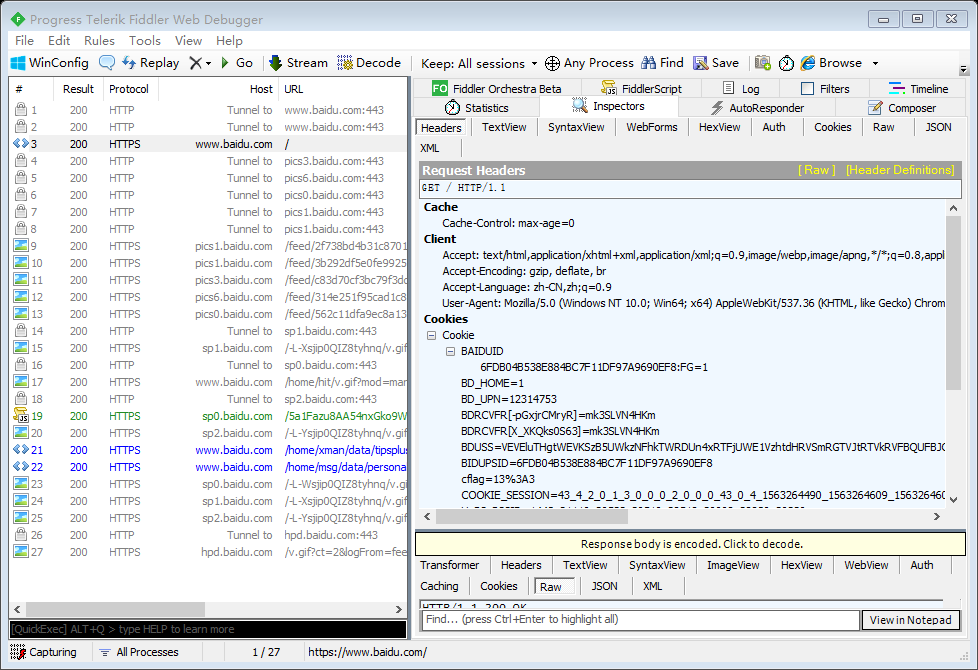 Progress Telerik Fiddler Web Debugger
File Edit Rules Tools View Help
WinConfig Replay Go Stream Decode Keep: All sessions Any Process Find Save Browse
# Result Protocol Host URL
1 200 HTTP Tunnel to www.baidu.com:443
2 200 HTTP Tunnel to www.baidu.com:443
3 200 HTTPS www.baidu.com /
4 200 HTTP Tunnel to pics3.baidu.com:443
5 200 HTTP Tunnel to pics6.baidu.com:443
6 200 HTTP Tunnel to pics0.baidu.com:443
7 200 HTTP Tunnel to pics1.baidu.com:443
8 200 HTTP Tunnel to pics1.baidu.com:443
9 200 HTTPS pics1.baidu.com /feed/2f738bd4b31c8701
10 200 HTTPS pics1.baidu.com /feed/3b292df5e0fe9925
11 200 HTTPS pics3.baidu.com /feed/c83d70cf3bc79f3d
12 200 HTTPS pics6.baidu.com /feed/314e251f95cad1c8
13 200 HTTPS pics0.baidu.com /feed/562c11dfa9ec8a13
14 200 HTTP Tunnel to sp1.baidu.com:443
15 200 HTTPS sp1.baidu.com /-L-Xsjip0QIZ8tyhnq/v.gif
16 200 HTTP Tunnel to sp0.baidu.com:443
17 200 HTTPS www.baidu.com /home/hit/v.gif?mod=mar
18 200 HTTP Tunnel to sp2.baidu.com:443
19 200 HTTPS sp0.baidu.com /5a1Fazu8AA54nxGko9W
20 200 HTTPS sp2.baidu.com /-L-Ysjip0QIZ8tyhnq/v.gif
21 200 HTTPS www.baidu.com /home/xman/data/tipsplus
22 200 HTTPS www.baidu.com /home/msg/data/persona
23 200 HTTPS sp0.baidu.com /-L-Wsjip0QIZ8tyhnq/v.g
24 200 HTTPS sp1.baidu.com /-L-Xsjip0QIZ8tyhnq/v.gif
25 200 HTTPS sp2.baidu.com /-L-Ysjip0QIZ8tyhnq/v.gif
26 200 HTTP Tunnel to hpd.baidu.com:443
27 200 HTTPS hpd.baidu.com /v.gif?ct=2&logFrom=fee
[QuickExec] ALT+Q > type HELP to learn more
FO Fiddler Orchestra Beta JS FiddlerScript Log Filters Timeline
Statistics Inspectors AutoResponder Composer
Headers TextView SyntaxView WebForms HexView Auth Cookies Raw JSON
XML
Request Headers [ Raw ] [Header Definitions]
GET / HTTP/1.1
Cache
Cache-Control: max-age=0
Client
Accept: text/html,application/xhtml+xml,application/xml;q=0.9,image/webp,image/apng,*/*;q=0.8,appl
Accept-Encoding: gzip, deflate, br
Accept-Language: zh-CN,zh;q=0.9
User-Agent: Mozilla/5.0 (Windows NT 10.0; Win64; x64) AppleWebKit/537.36 (KHTML, like Gecko) Chrom
Cookies
Cookie
BAIDUID
6FDB04B538E884BC7F11DF97A9690EF8:FG=1
BD_HOME=1
BD_UPN=12314753
BDRCVFR[-pGxjrCMryR]=mk3SLVN4HKm
BDRCVFR[X_XKQks0S63]=mk3SLVN4HKm
BDUSS=VEVEluTHgtWEVKSzB5UWkzNFhkTWRDUn4xRTFjUWE1VzhtdHRVSmRGTVJtRTVkRVFBQUFBJC
BIDUPSID=6FDB04B538E884BC7F11DF97A9690EF8
cflag=13%3A3
COOKIE_SESSION=43_4_2_0_1_3_0_0_0_2_0_0_0_43_0_4_1563264490_1563264609_156326460
Response body is encoded. Click to decode.
Transformer Headers TextView SyntaxView ImageView HexView WebView Auth
Caching Cookies Raw JSON XML
HTTP/1.1 200 OK
Find... (press Ctrl+Enter to highlight all) View in Notepad
Capturing All Processes 1 / 27 https://www.baidu.com/